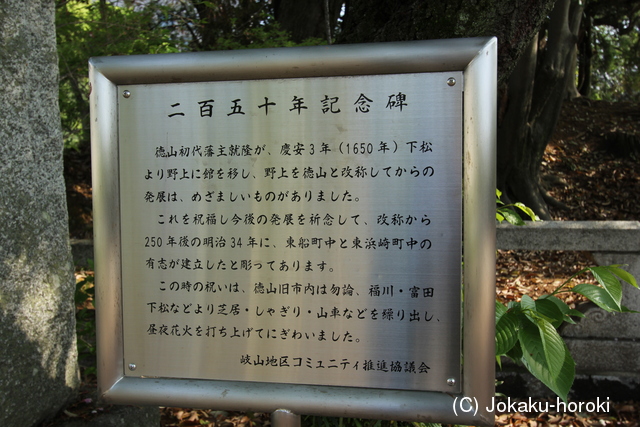 二百五十年記念碑
徳山初代藩主就隆が、慶安3年(1650年)下松
より野上に館を移し、野上を徳山と改称してからの
発展は、めざましいものがありました。
これを祝福し今後の発展を祈念して、改称から
250年後の明治34年に、東船町中と東浜崎町中の
有志が建立したと彫ってあります。
この時の祝いは、徳山旧市内は勿論、福川・富田
下松などより芝居・しゃぎり・山車などを繰り出し、
昼夜花火を打ち上げてにぎわいました。
岐山地区コミュニティ推進協議会
(C) Jokaku-horoki